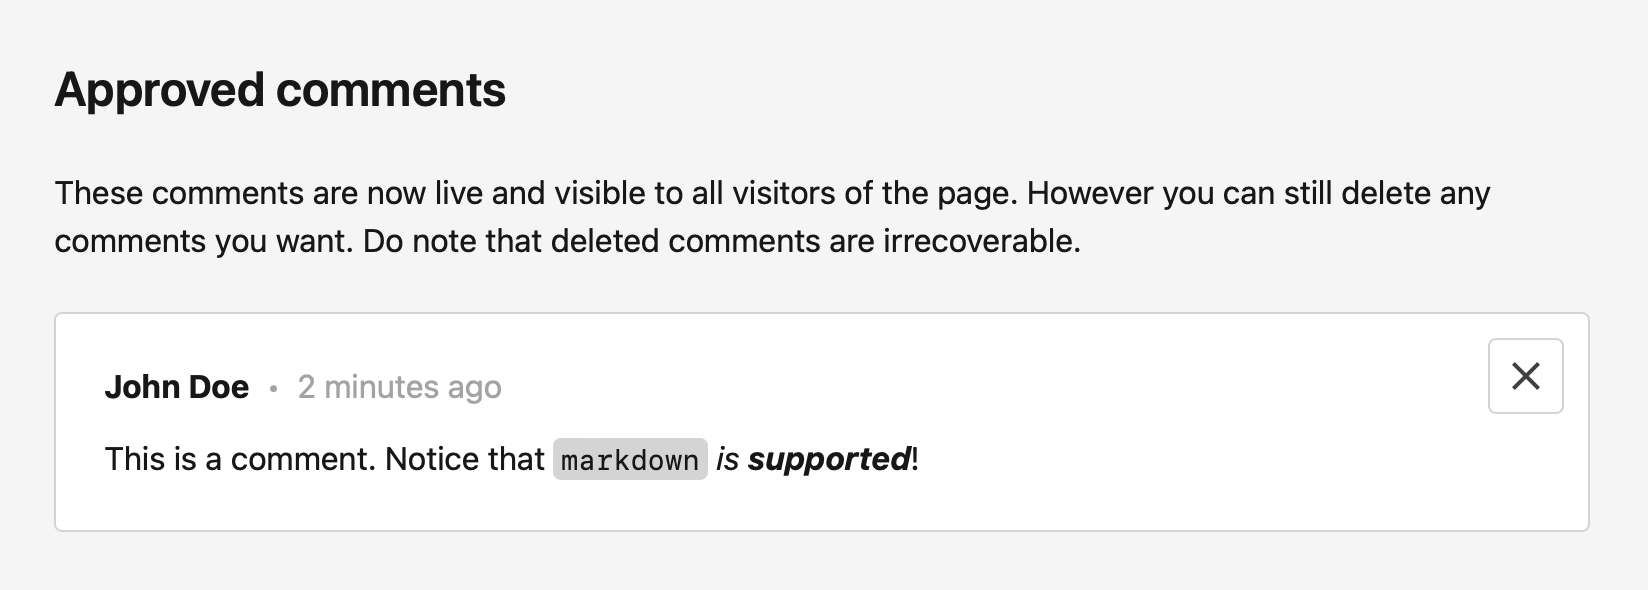 Approved comments
These comments are now live and visible to all visitors of the page. However you can still delete any
comments you want. Do note that deleted comments are irrecoverable.
John Doe • 2 minutes ago
This is a comment. Notice that markdown is supported!